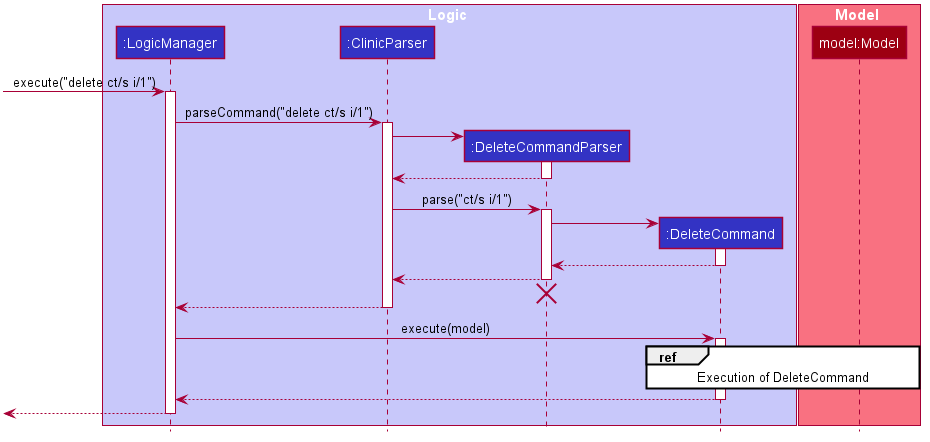 Logic
Model
:LogicManager
:ClinicParser
model:Model
execute("delete ct/s i/1")
parseCommand("delete ct/s i/1")
:DeleteCommandParser
parse("ct/s i/1")
:DeleteCommand
execute(model)
ref
Execution of DeleteCommand